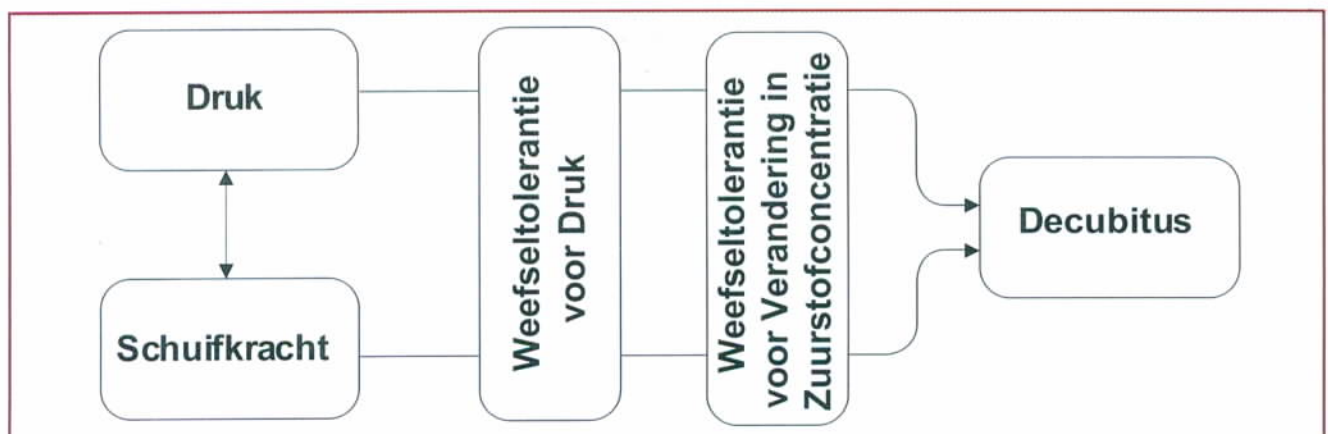 Druk
Schuifkracht
Weefseltolerantie
voor Druk
Weefseltolerantie
voor Verandering in
Zuurstofconcentratie
Decubitus